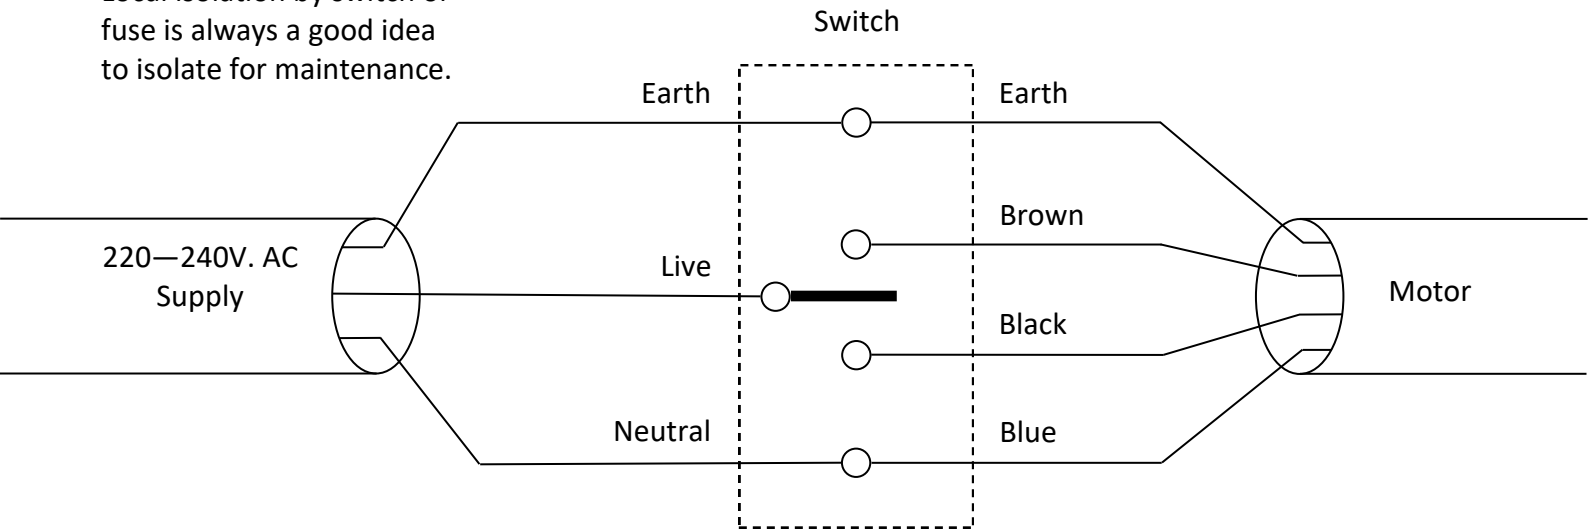 fuse is always a good idea
to isolate for maintenance.
Switch
Earth
Earth
Brown
220—240V. AC
Supply
Live
Motor
Black
Neutral
Blue